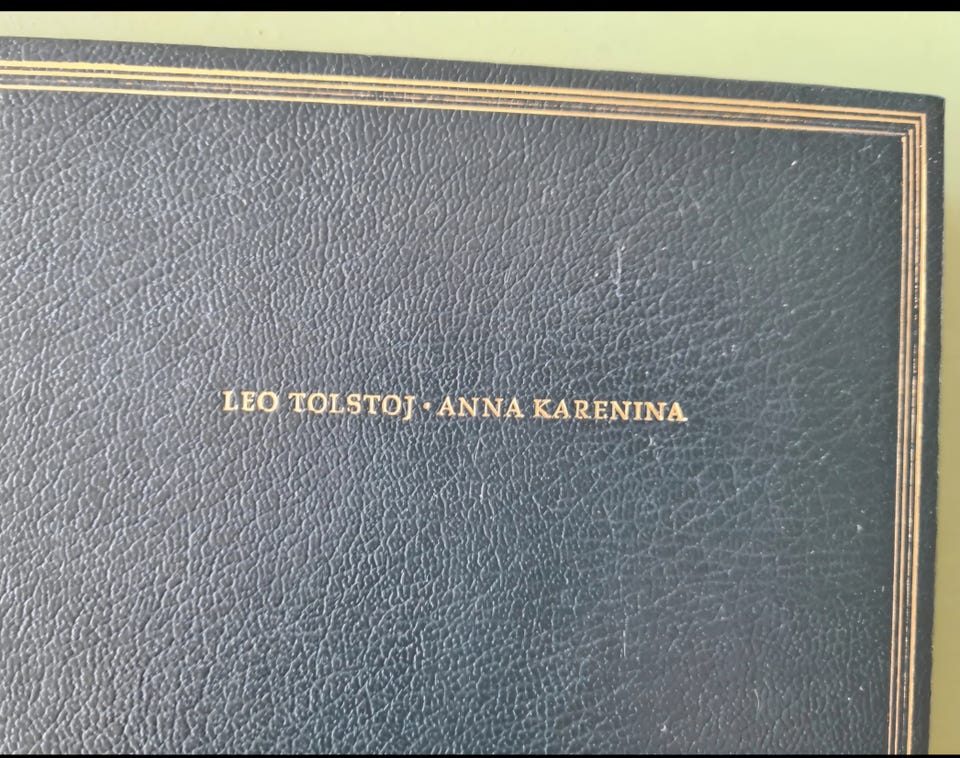 LEO TOLSTOJ · ANNA KARENINA